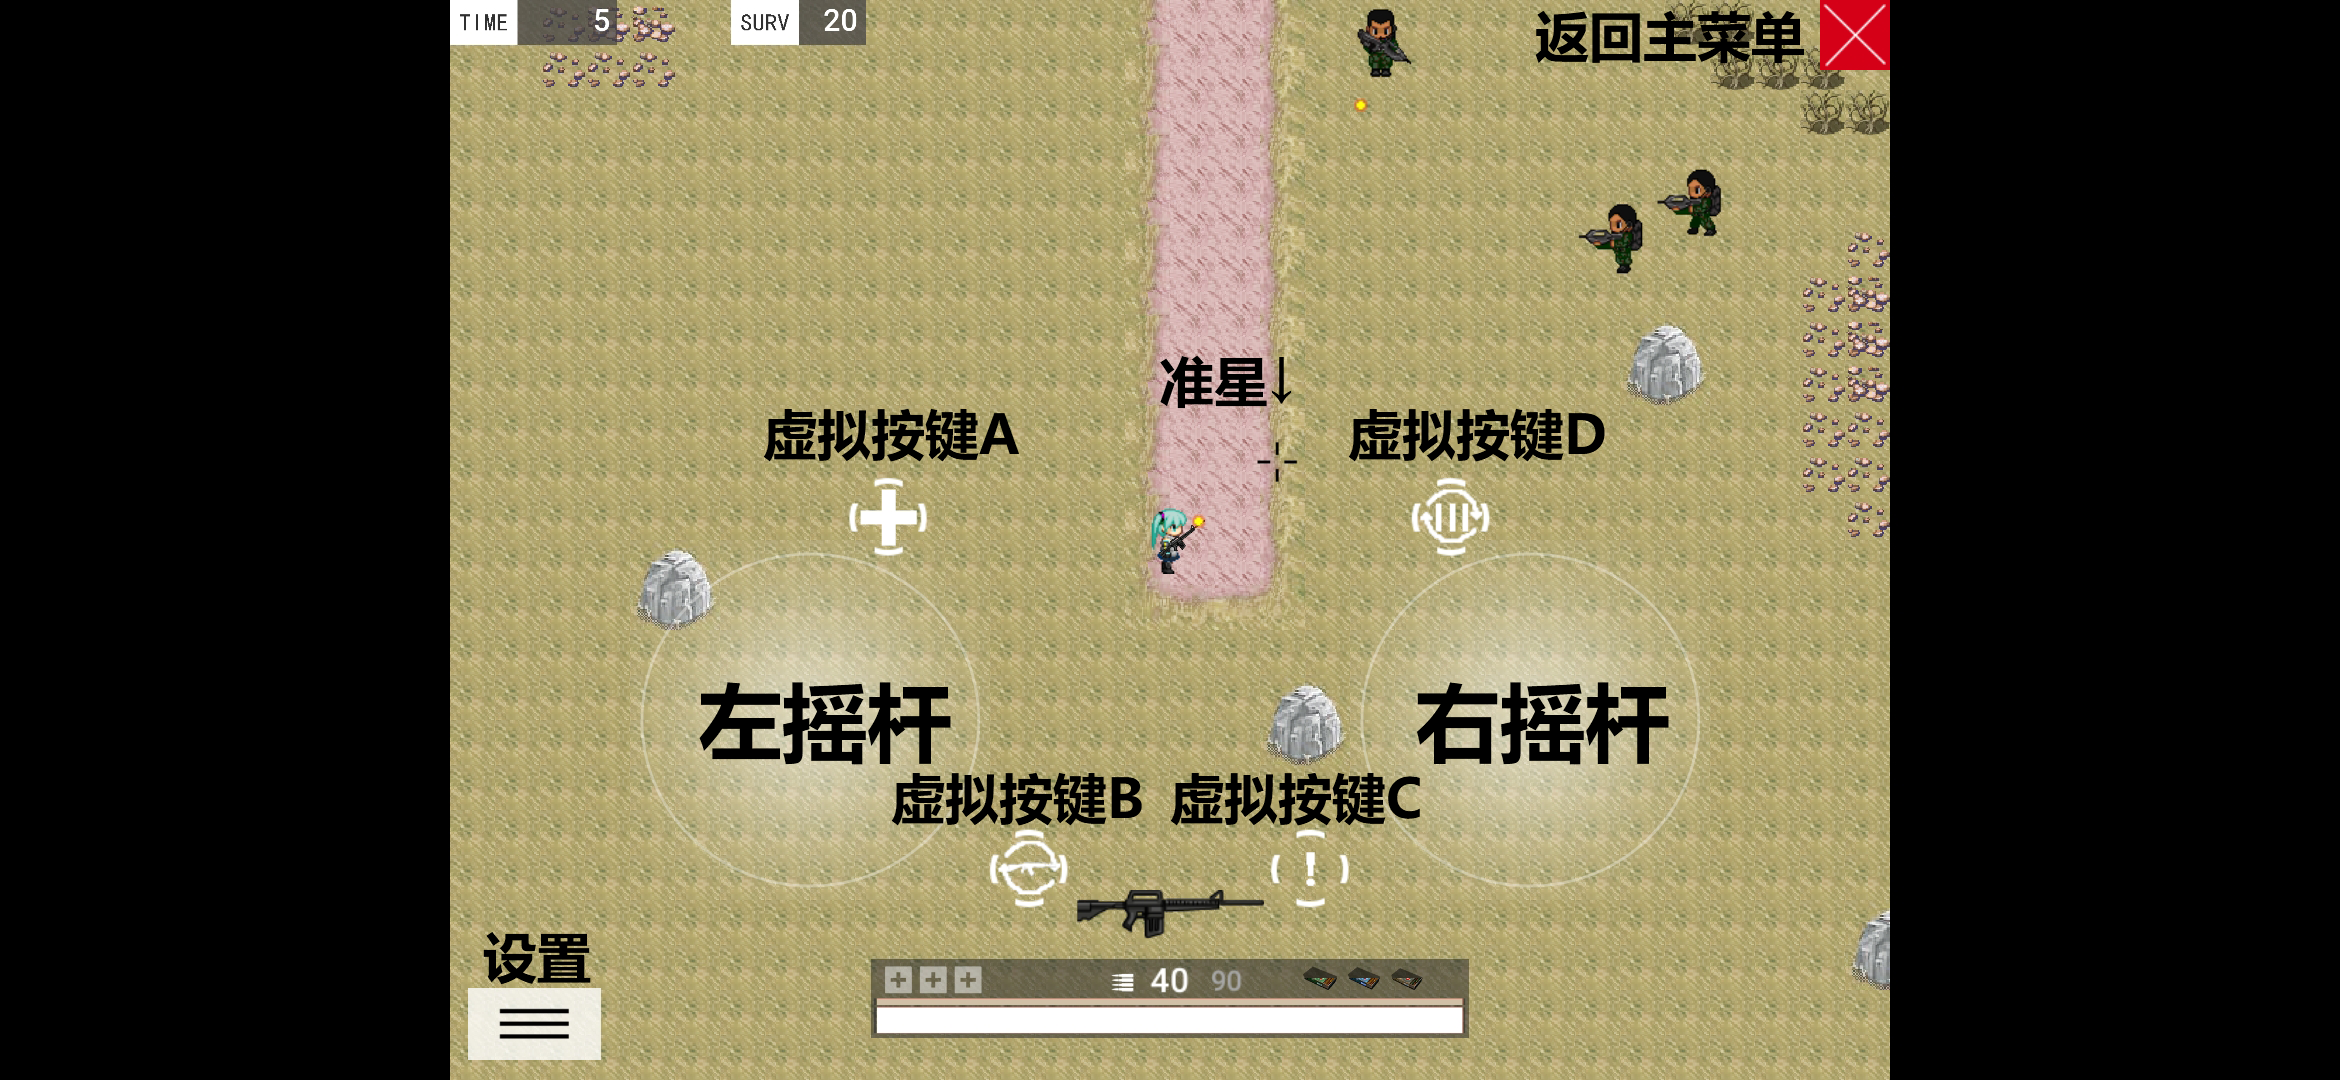 TIME 5 SURV 20 返回主菜单
准星↓
虚拟按键A 虚拟按键D
左摇杆 右摇杆
虚拟按键B 虚拟按键C
!
设置
40 90